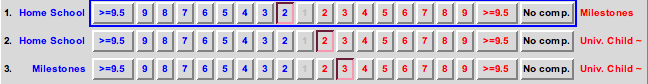 1. Home School >=9.5 9 8 7 6 5 4 3 2 1 2 3 4 5 6 7 8 9 >=9.5 No comp. Milestones
2. Home School >=9.5 9 8 7 6 5 4 3 2 1 2 3 4 5 6 7 8 9 >=9.5 No comp. Univ. Child ~
3. Milestones >=9.5 9 8 7 6 5 4 3 2 1 2 3 4 5 6 7 8 9 >=9.5 No comp. Univ. Child ~